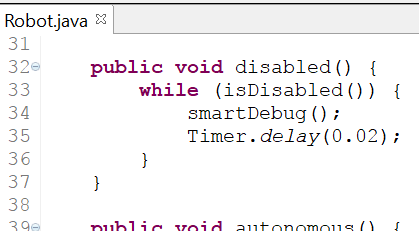 Robot.java
31
32 public void disabled() {
33 while (isDisabled()) {
34 smartDebug();
35 Timer.delay(0.02);
36 }
37 }
38
39 public void autonomous() {